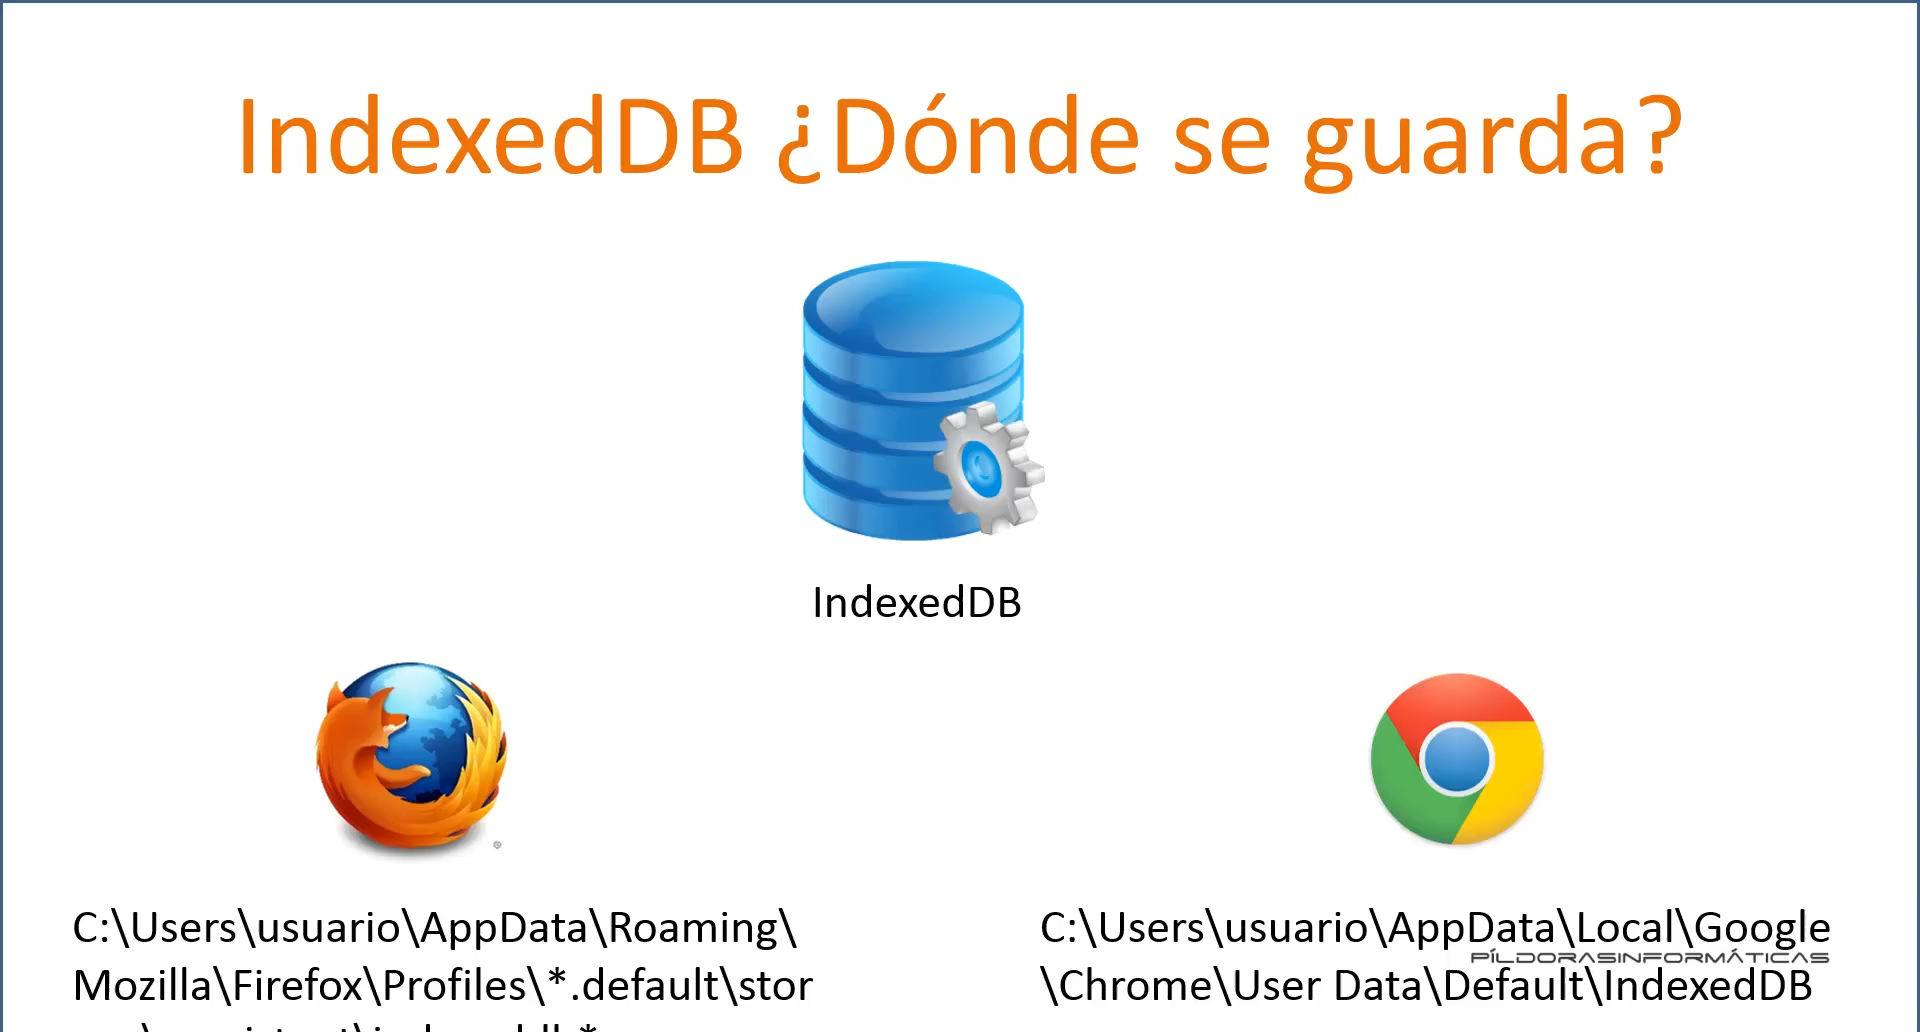 IndexedDB ¿Dónde se guarda?
IndexedDB
C:\Users\usuario\AppData\Roaming\
Mozilla\Firefox\Profiles\*.default\stor
C:\Users\usuario\AppData\Local\Google
\Chrome\User Data\Default\IndexedDB
PÍLDORASINFORMÁTICAS